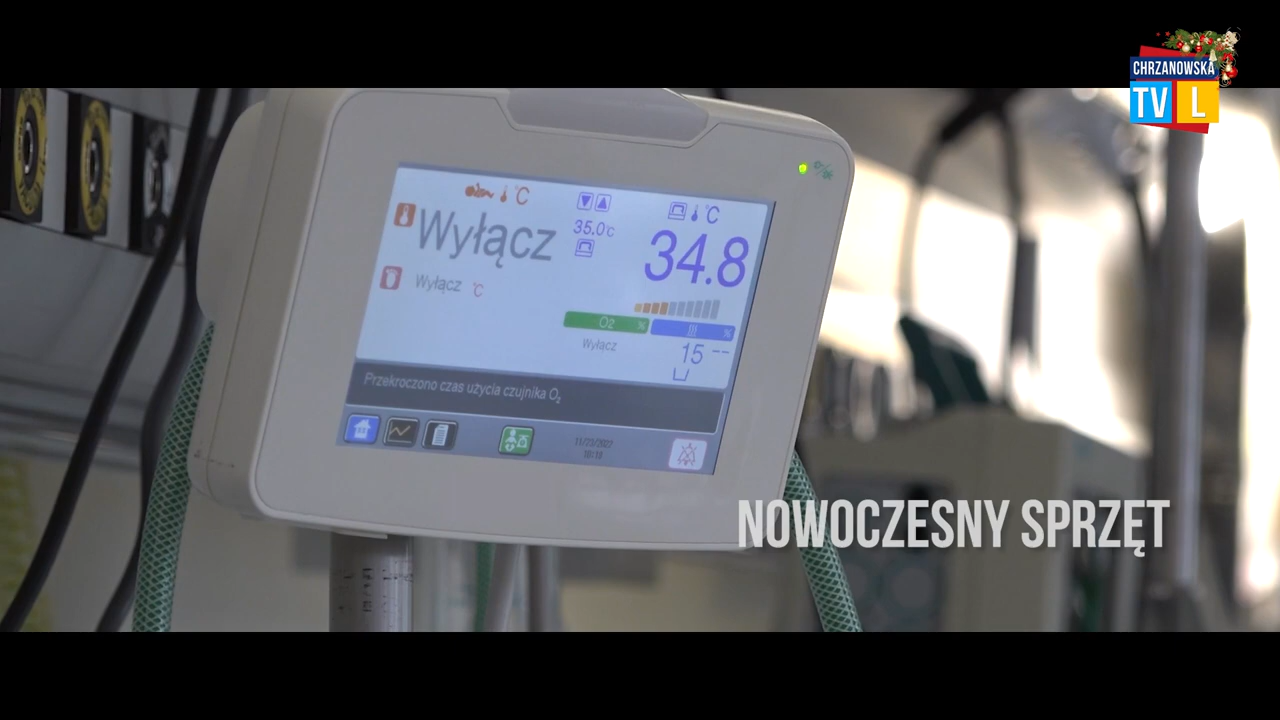 CHRZANOWSKA
TV L
°C
°C
Wyłącz
35.0°C
34.8
Wyłącz °C
O2 %
%
Wyłącz
15 --
Przekroczono czas użycia czujnika O₂
NOWOCZESNY SPRZĘT